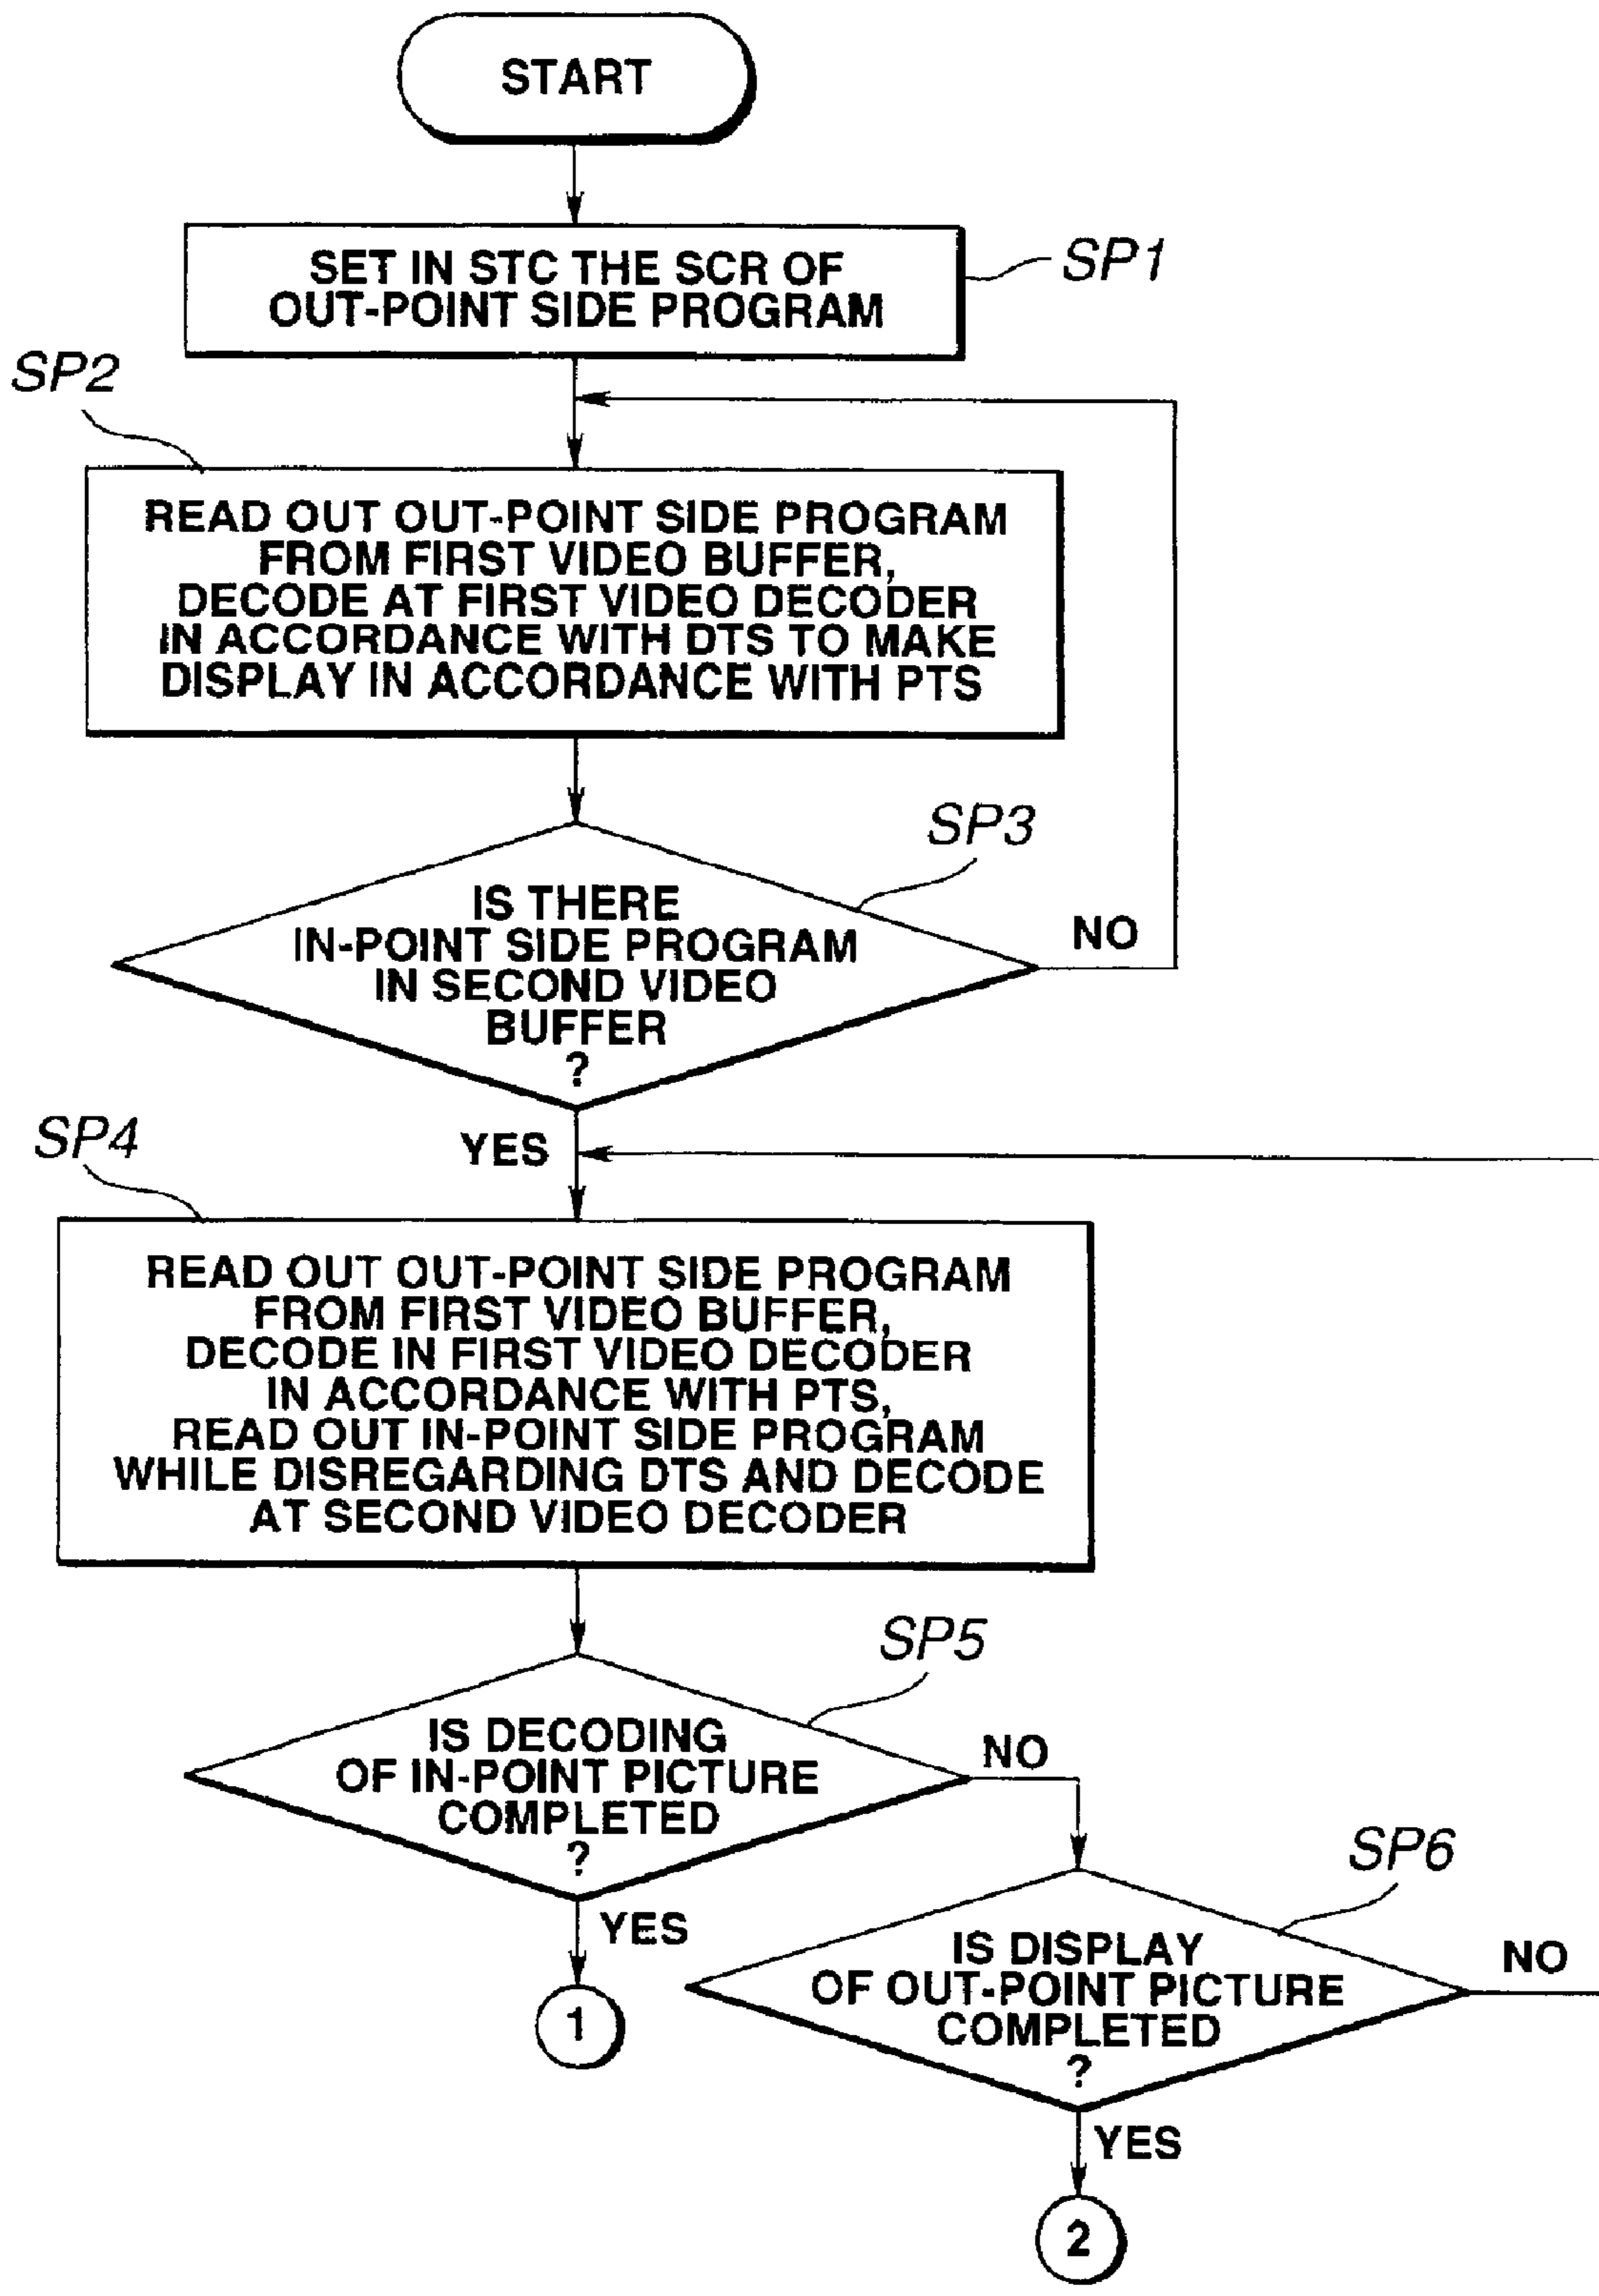 START
SET IN STC THE SCR OF
OUT-POINT SIDE PROGRAM
SP1
SP2
READ OUT OUT-POINT SIDE PROGRAM
FROM FIRST VIDEO BUFFER,
DECODE AT FIRST VIDEO DECODER
IN ACCORDANCE WITH DTS TO MAKE
DISPLAY IN ACCORDANCE WITH PTS
SP3
IS THERE
IN-POINT SIDE PROGRAM
IN SECOND VIDEO
BUFFER
?
NO
YES
SP4
READ OUT OUT-POINT SIDE PROGRAM
FROM FIRST VIDEO BUFFER,
DECODE IN FIRST VIDEO DECODER
IN ACCORDANCE WITH PTS,
READ OUT IN-POINT SIDE PROGRAM
WHILE DISREGARDING DTS AND DECODE
AT SECOND VIDEO DECODER
SP5
IS DECODING
OF IN-POINT PICTURE
COMPLETED
?
NO
YES
1
SP6
IS DISPLAY
OF OUT-POINT PICTURE
COMPLETED
?
NO
YES
2